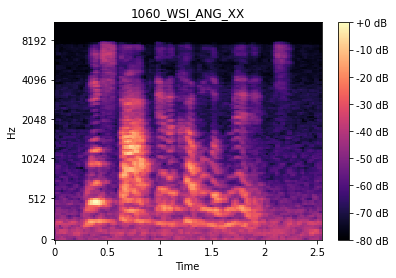 1060_WSI_ANG_XX
8192
4096
2048
1024
512
0
Hz
0
0.5
1
1.5
2
2.5
Time
+0 dB
-10 dB
-20 dB
-30 dB
-40 dB
-50 dB
-60 dB
-70 dB
-80 dB